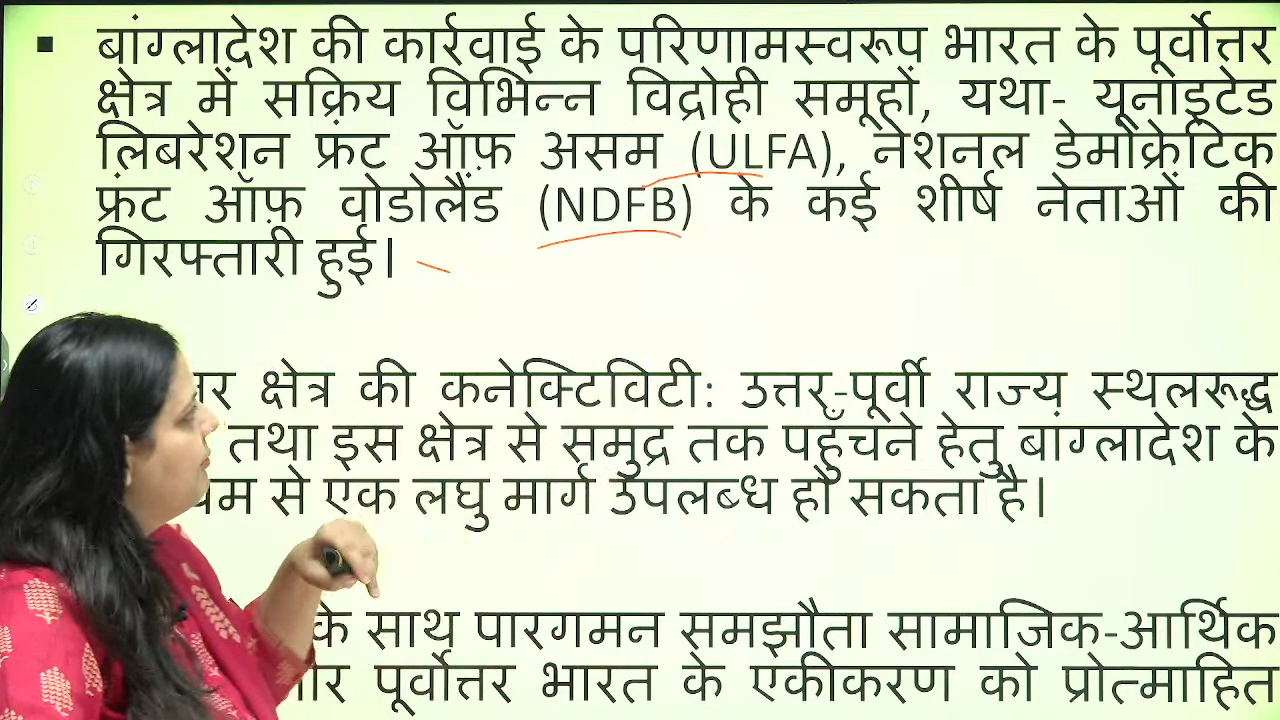 ▪ बांग्लादेश की कार्रवाई के परिणामस्वरूप भारत के पूर्वोत्तर
क्षेत्र में सक्रिय विभिन्न विद्रोही समूहों, यथा- यूनाइटेड
लिबरेशन फ्रंट ऑफ़ असम (ULFA), नेशनल डेमोक्रेटिक
फ्रंट ऑफ़ वोडोलैंड (NDFB) के कई शीर्ष नेताओं की
गिरफ्तारी हुई।
क्षेत्र की कनेक्टिविटी: उत्तर-पूर्वी राज्य स्थलरूद्ध
तथा इस क्षेत्र से समुद्र तक पहुँचने हेतु बांग्लादेश के
से एक लघु मार्ग उपलब्ध हो सकता है।
के साथ पारगमन समझौता सामाजिक-आर्थिक
पूर्वोत्तर भारत के एकीकरण को प्रोत्माहित